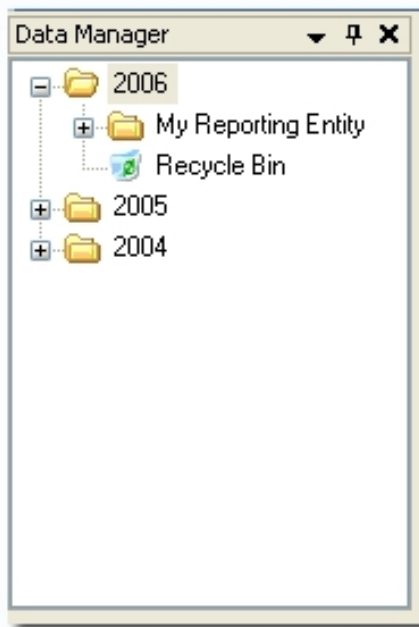 Data Manager
2006
My Reporting Entity
Recycle Bin
2005
2004